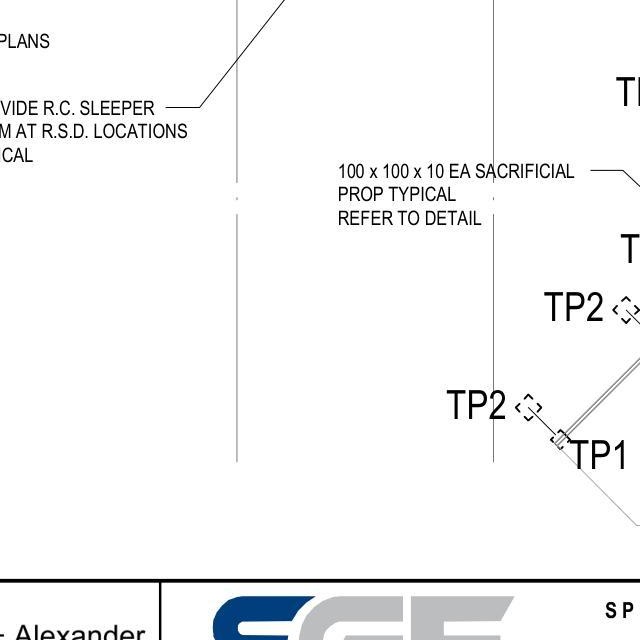 PLANS
VIDE R.C. SLEEPER
M AT R.S.D. LOCATIONS
ICAL
100 x 100 x 10 EA SACRIFICIAL
PROP TYPICAL
REFER TO DETAIL
TP2
TP2
TP1
Alexander
SP